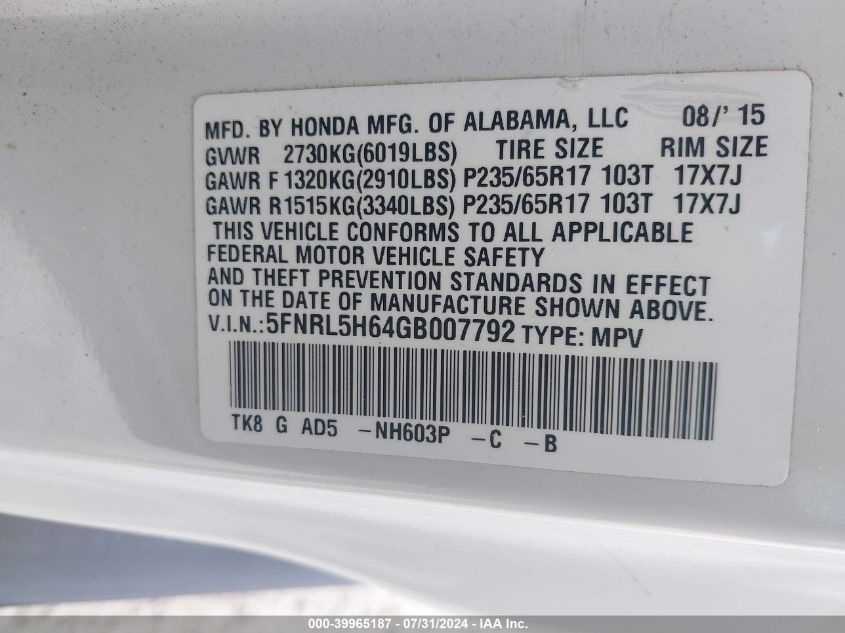 MFD. BY HONDA MFG. OF ALABAMA, LLC 08/'15
GVWR 2730KG(6019LBS) TIRE SIZE RIM SIZE
GAWR F 1320KG(2910LBS) P235/65R17 103T 17X7J
GAWR R1515KG(3340LBS) P235/65R17 103T 17X7J
THIS VEHICLE CONFORMS TO ALL APPLICABLE
FEDERAL MOTOR VEHICLE SAFETY
AND THEFT PREVENTION STANDARDS IN EFFECT
ON THE DATE OF MANUFACTURE SHOWN ABOVE.
V.I.N.:5FNRL5H64GB007792 TYPE: MPV
TK8 G AD5 -NH603P -C -B
000-39965187 - 07/31/2024 - IAA Inc.